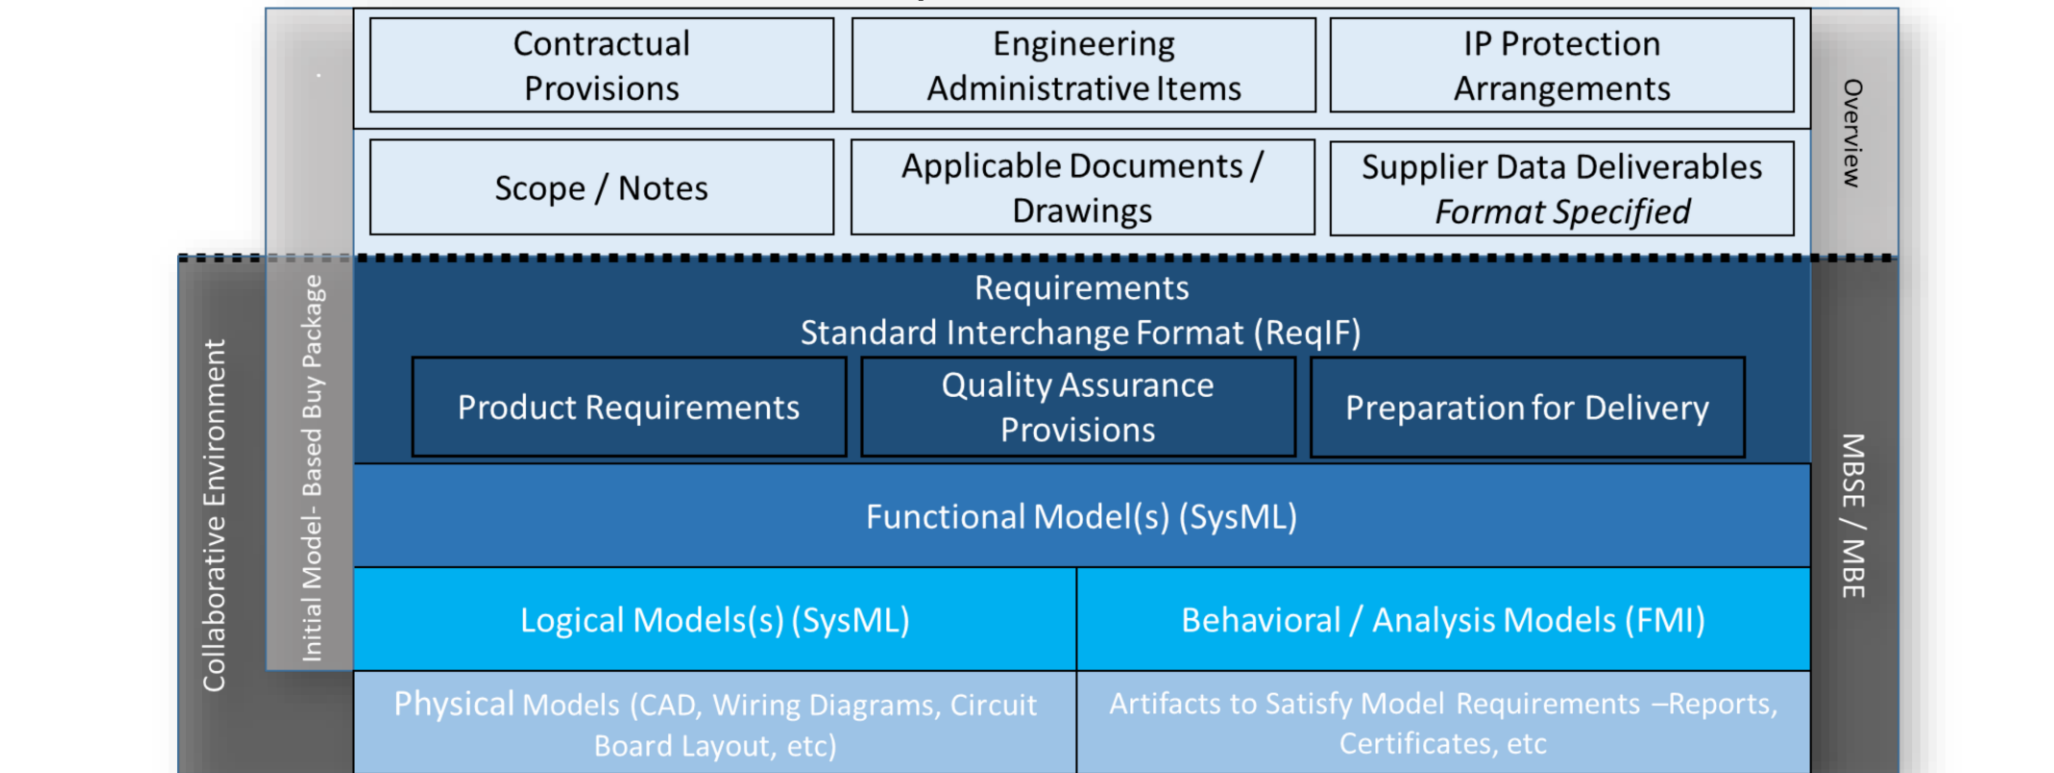 Contractual
Provisions
Engineering
Administrative Items
IP Protection
Arrangements
Overview
Scope / Notes
Applicable Documents /
Drawings
Supplier Data Deliverables
Format Specified
Collaborative Environment
Initial Model- Based Buy Package
Requirements
Standard Interchange Format (ReqIF)
Product Requirements
Quality Assurance
Provisions
Preparation for Delivery
MBSE / MBE
Functional Model(s) (SysML)
Logical Models(s) (SysML)
Behavioral / Analysis Models (FMI)
Physical Models (CAD, Wiring Diagrams, Circuit
Board Layout, etc)
Artifacts to Satisfy Model Requirements –Reports,
Certificates, etc